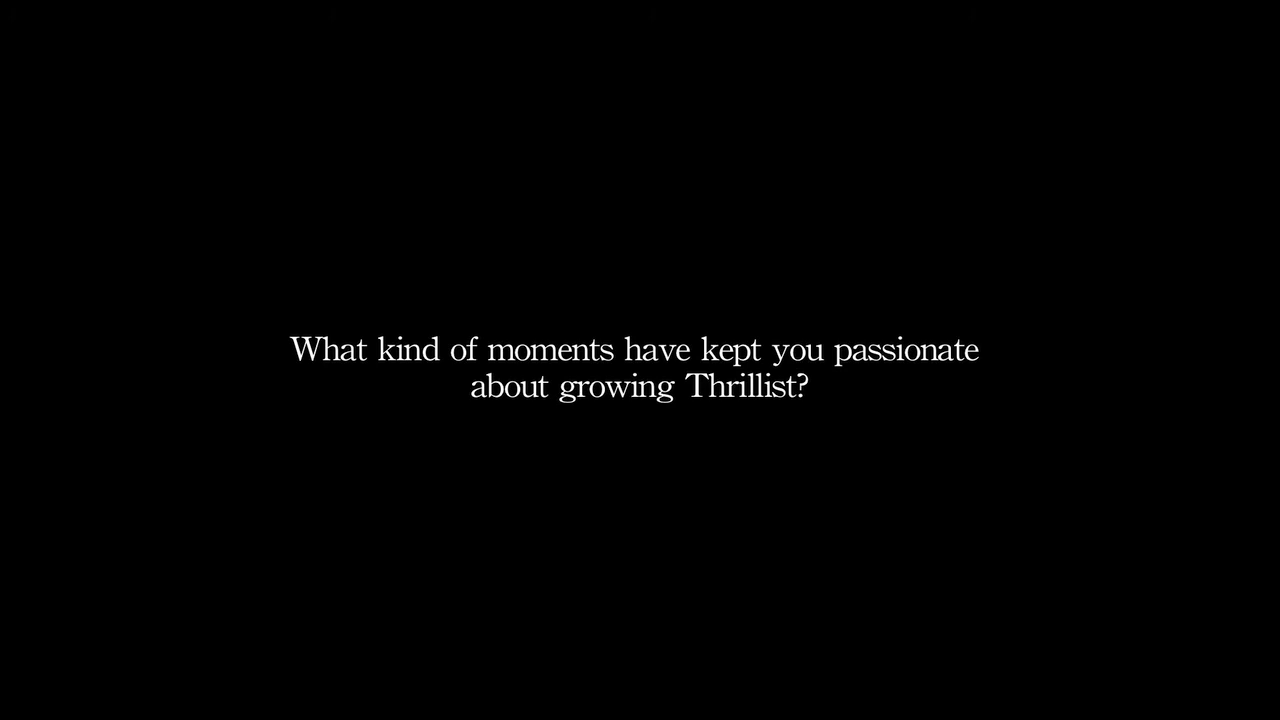 What kind of moments have kept you passionate
about growing Thrillist?